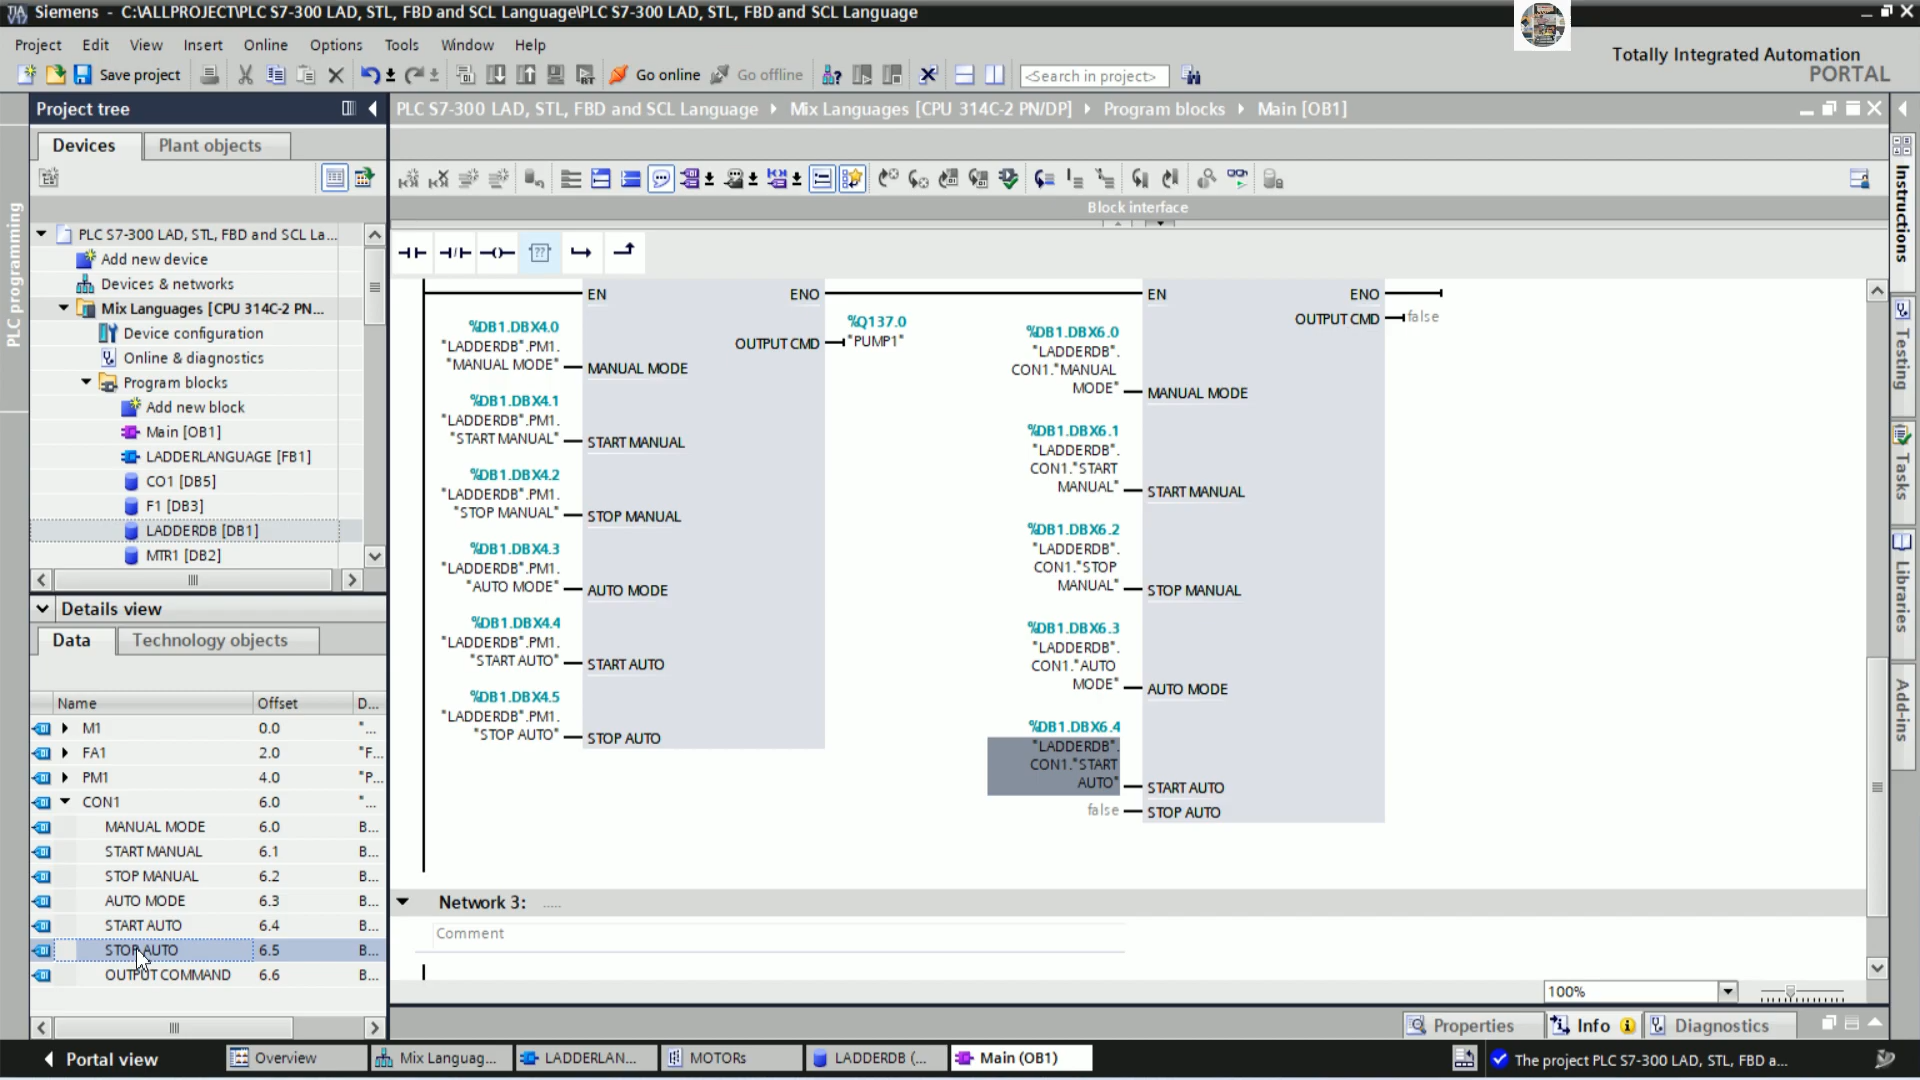 Siemens - C:\ALLPROJECT\PLC S7-300 LAD, STL, FBD and SCL Language\PLC S7-300 LAD, STL, FBD and SCL Language
Project Edit View Insert Online Options Tools Window Help
Totally Integrated Automation
PORTAL
Save project
Go online
Go offline
<Search in project>
Project tree
PLC S7-300 LAD, STL, FBD and SCL Language
Mix Languages [CPU 314C-2 PN/DP]
Program blocks
Main [OB1]
Devices
Plant objects
PLC programming
Block interface
PLC S7-300 LAD, STL, FBD and SCL La...
Add new device
Devices & networks
Mix Languages [CPU 314C-2 PN...
Device configuration
Online & diagnostics
Program blocks
Add new block
Main [OB1]
LADDERLANGUAGE [FB1]
CO1 [DB5]
F1 [DB3]
LADDERDB [DB1]
MTR1 [DB2]
Details view
Data
Technology objects
Name Offset D...
M1 0.0 "...
FA1 2.0 "F...
PM1 4.0 "P...
CON1 6.0 "...
MANUAL MODE 6.0 B...
START MANUAL 6.1 B...
STOP MANUAL 6.2 B...
AUTO MODE 6.3 B...
START AUTO 6.4 B...
STOP AUTO 6.5 B...
OUTPUT COMMAND 6.6 B...
EN ENO
%DB1.DBX4.0
"LADDERDB".PM1.
"MANUAL MODE"
MANUAL MODE
%DB1.DBX4.1
"LADDERDB".PM1.
"START MANUAL"
START MANUAL
%DB1.DBX4.2
"LADDERDB".PM1.
"STOP MANUAL"
STOP MANUAL
%DB1.DBX4.3
"LADDERDB".PM1.
"AUTO MODE"
AUTO MODE
%DB1.DBX4.4
"LADDERDB".PM1.
"START AUTO"
START AUTO
%DB1.DBX4.5
"LADDERDB".PM1.
"STOP AUTO"
STOP AUTO
OUTPUT CMD
%Q137.0
"PUMP1"
EN ENO
OUTPUT CMD
false
%DB1.DBX6.0
"LADDERDB".
CON1."MANUAL
MODE"
MANUAL MODE
%DB1.DBX6.1
"LADDERDB".
CON1."START
MANUAL"
START MANUAL
%DB1.DBX6.2
"LADDERDB".
CON1."STOP
MANUAL"
STOP MANUAL
%DB1.DBX6.3
"LADDERDB".
CON1."AUTO
MODE"
AUTO MODE
%DB1.DBX6.4
"LADDERDB".
CON1."START
AUTO"
START AUTO
false
STOP AUTO
Network 3: .....
Comment
100%
Properties
Info
Diagnostics
Instructions
Testing
Tasks
Libraries
Add-ins
Portal view
Overview
Mix Languag...
LADDERLAN...
MOTORs
LADDERDB (...
Main (OB1)
The project PLC S7-300 LAD, STL, FBD a...